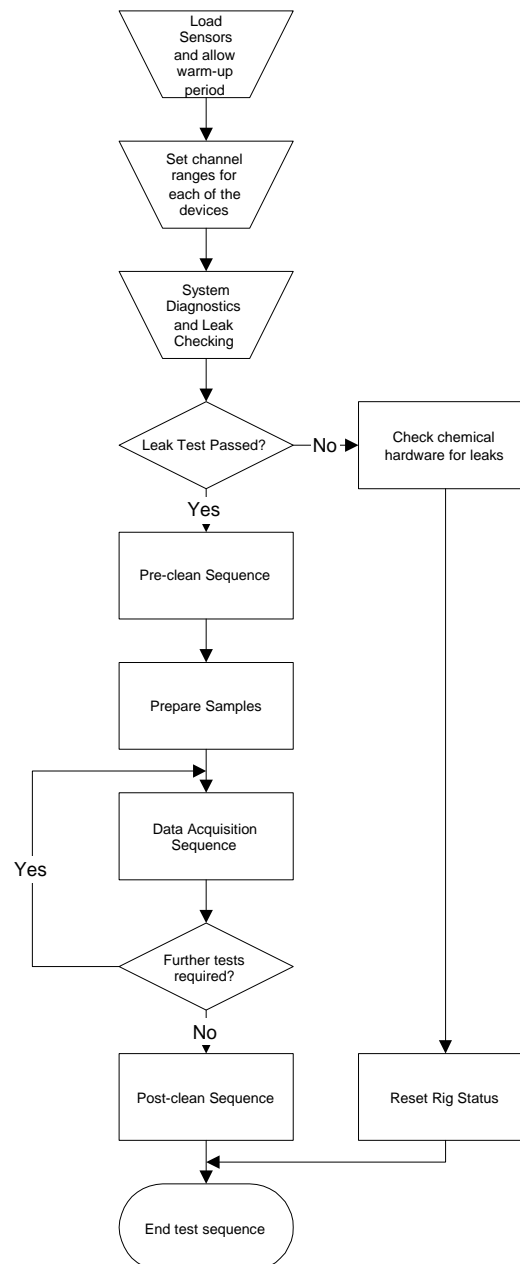 Load
Sensors
and allow
warm-up
period
Set channel
ranges for
each of the
devices
System
Diagnostics
and Leak
Checking
Leak Test Passed?
No
Check chemical
hardware for leaks
Yes
Pre-clean Sequence
Prepare Samples
Data Acquisition
Sequence
Yes
Further tests
required?
No
Post-clean Sequence
Reset Rig Status
End test sequence